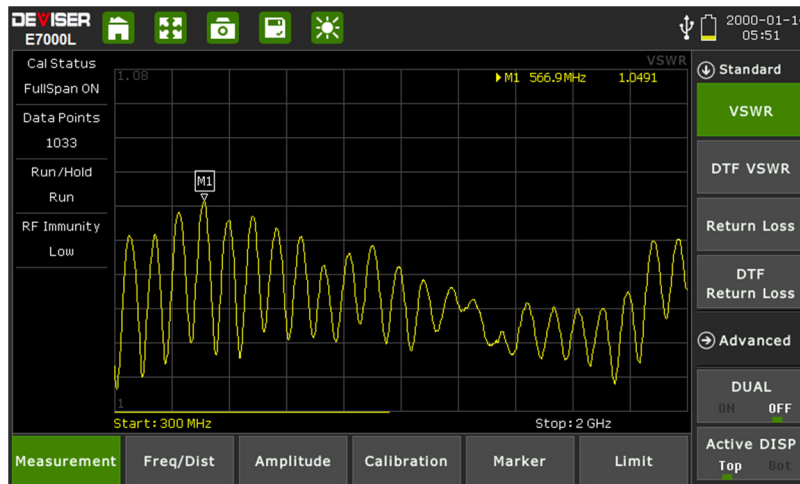 DEVISER
E7000L
2000-01-1
05:51
Cal Status
FullSpan ON
Data Points
1033
Run/Hold
Run
RF Immunity
Low
VSWR
1.08
M1 566.9MHz 1.0491
M1
1
Start:300 MHz
Stop:2 GHz
Standard
VSWR
DTF VSWR
Return Loss
DTF
Return Loss
Advanced
DUAL
ON OFF
Active DISP
Top Bot
Measurement
Freq/Dist
Amplitude
Calibration
Marker
Limit